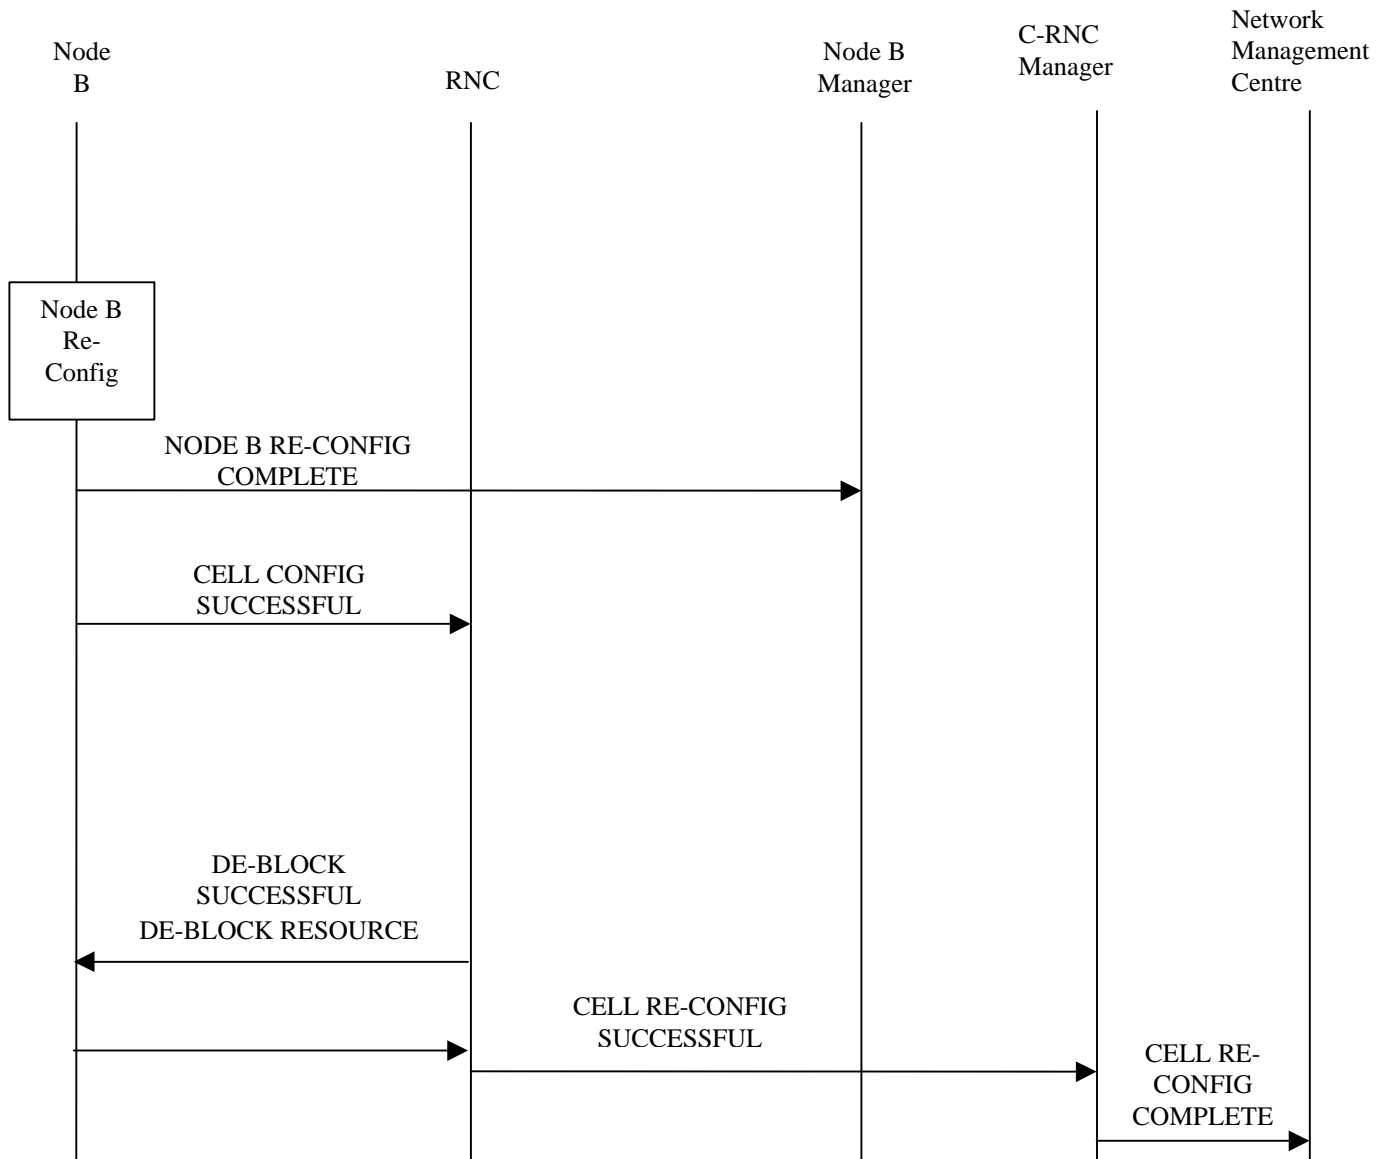 Node
B
RNC
Node B
Manager
C-RNC
Manager
Network
Management
Centre
Node B
Re-
Config
NODE B RE-CONFIG
COMPLETE
CELL CONFIG
SUCCESSFUL
DE-BLOCK
SUCCESSFUL
DE-BLOCK RESOURCE
CELL RE-CONFIG
SUCCESSFUL
CELL RE-
CONFIG
COMPLETE